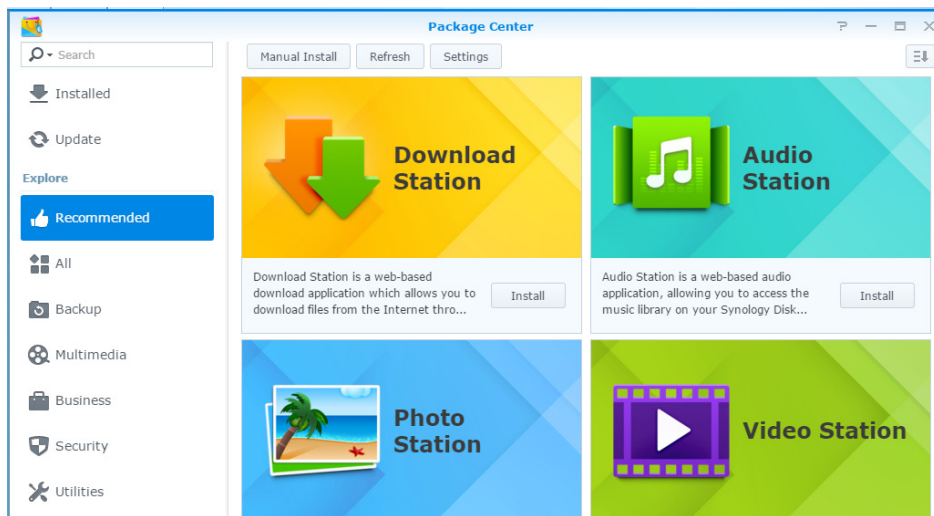 Package Center
Search
Manual Install
Refresh
Settings
Installed
Update
Explore
Recommended
All
Backup
Multimedia
Business
Security
Utilities
Download
Station
Download Station is a web-based
download application which allows you to
download files from the Internet thro...
Install
Audio
Station
Audio Station is a web-based audio
application, allowing you to access the
music library on your Synology Disk...
Install
Photo
Station
Video Station